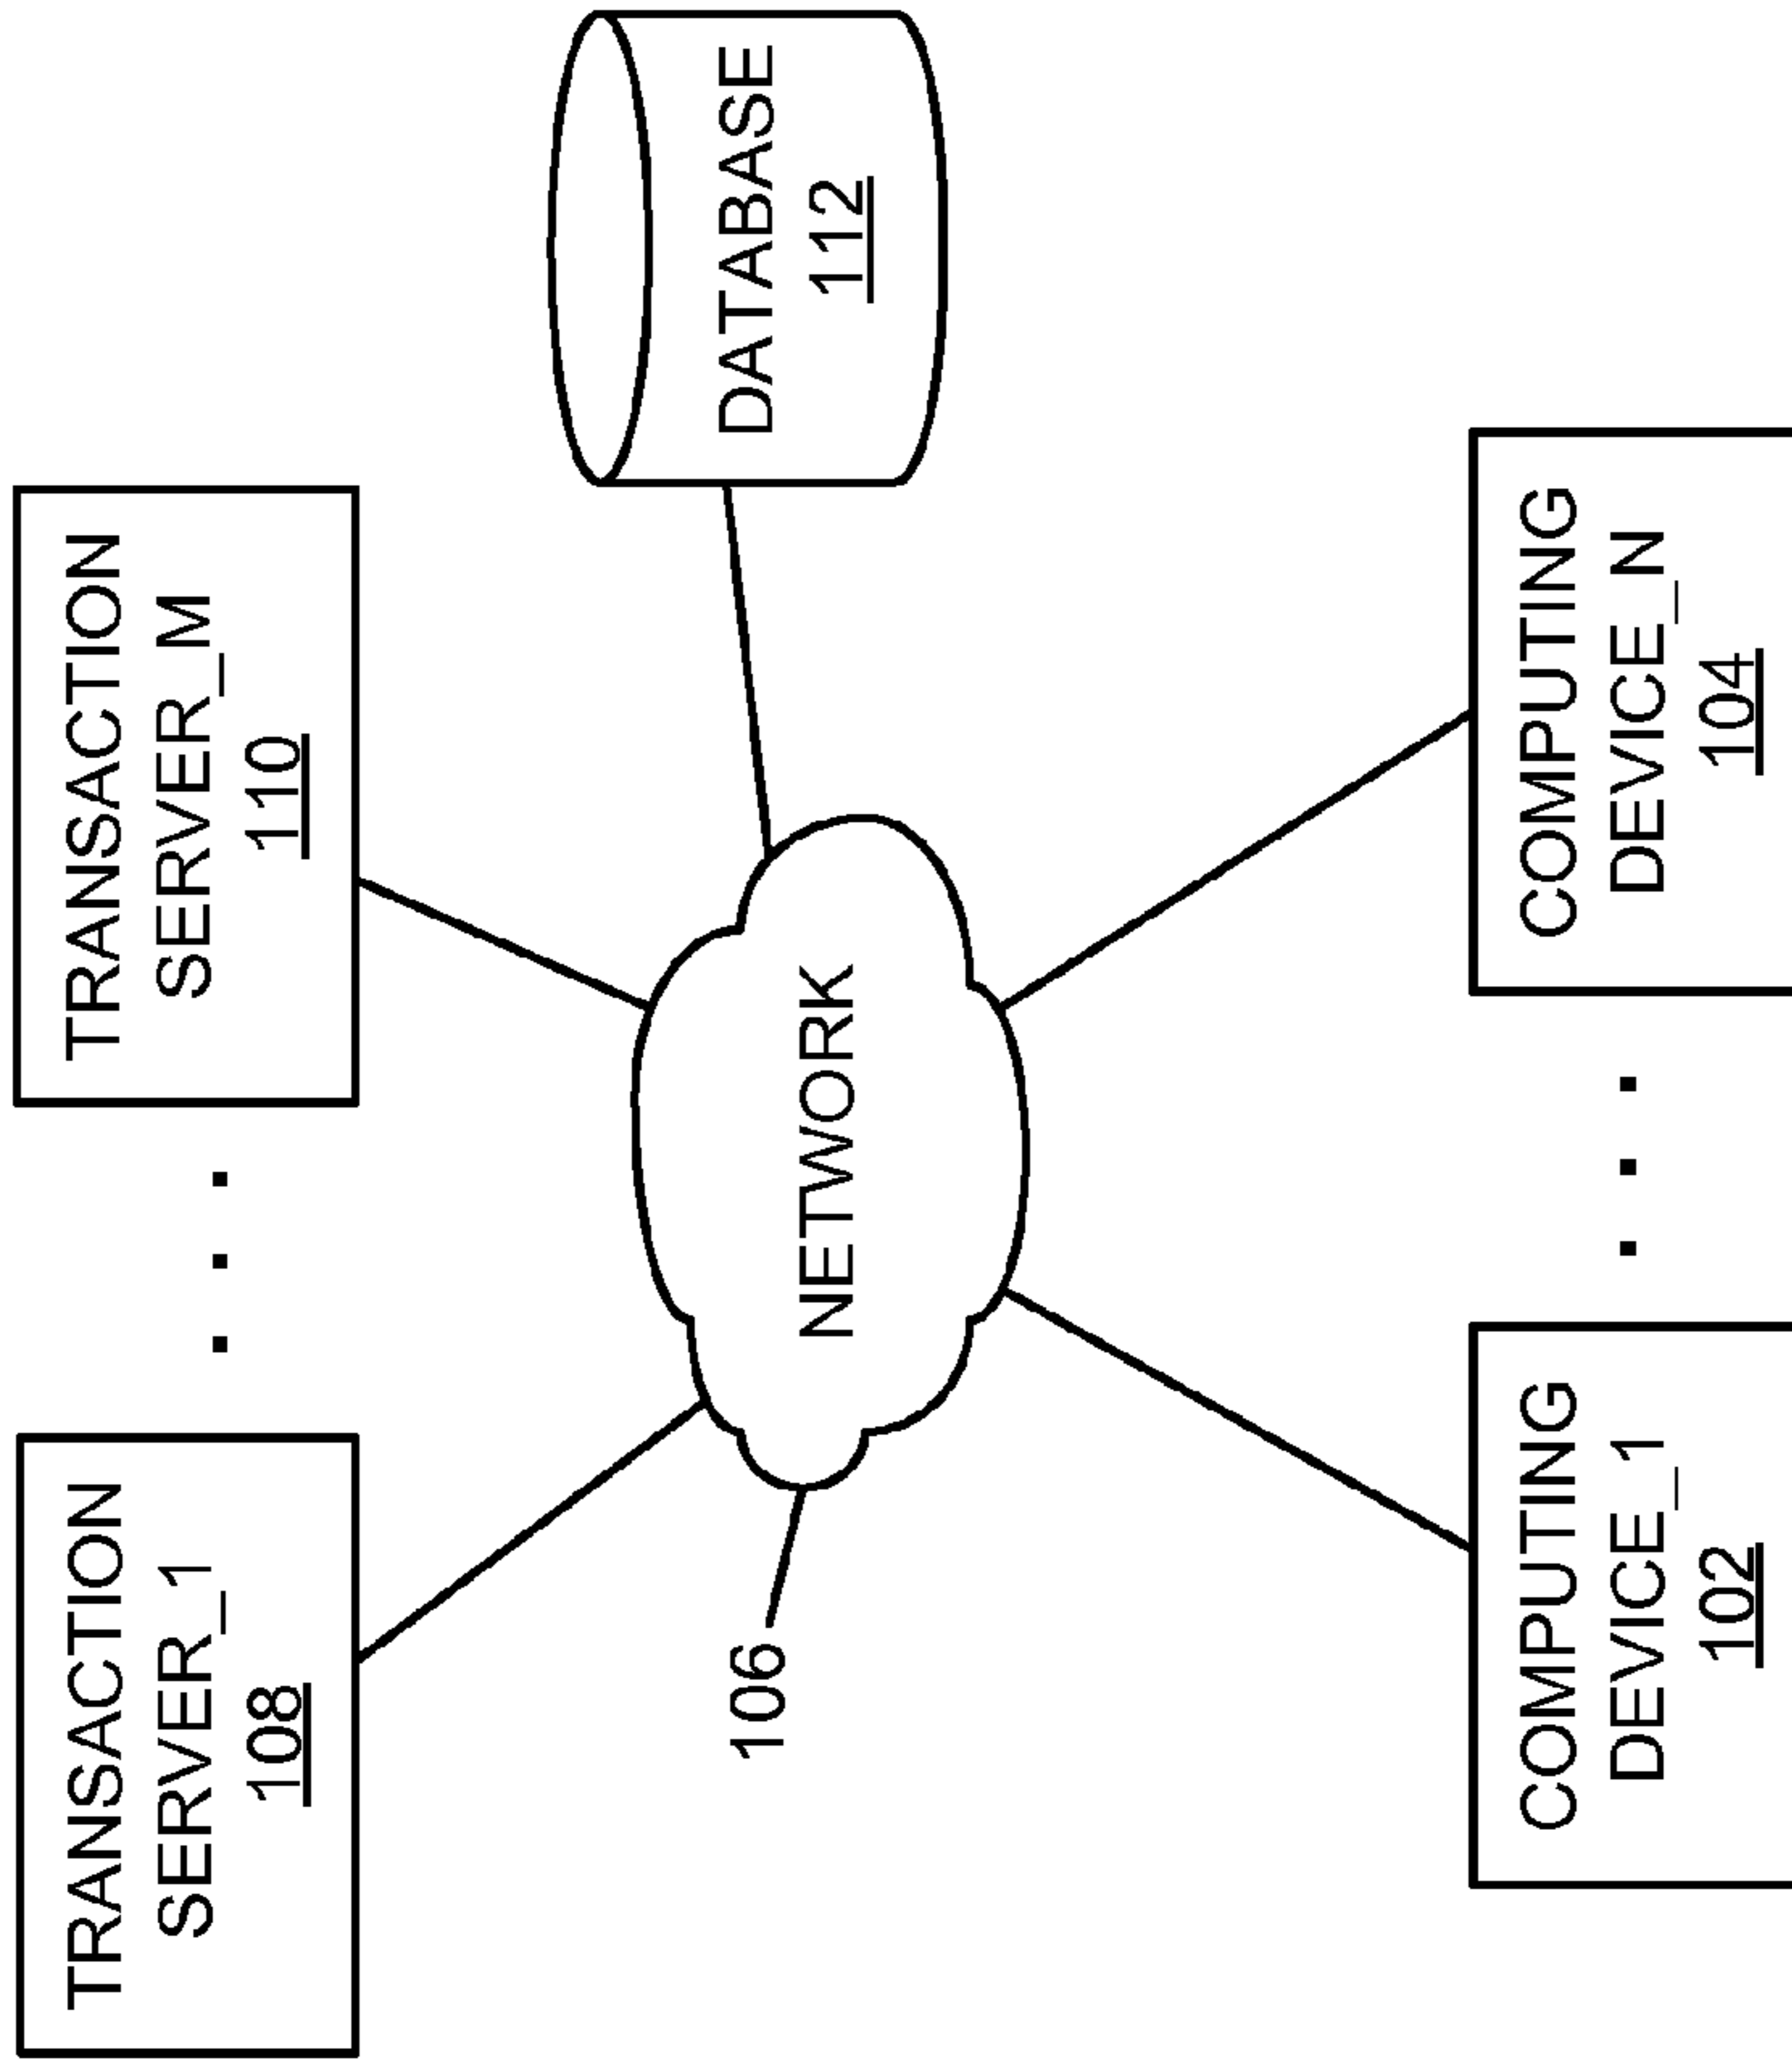 TRANSACTION
SERVER_1
108
TRANSACTION
SERVER_M
110
DATABASE
112
NETWORK
106
COMPUTING
DEVICE_1
102
COMPUTING
DEVICE_N
104